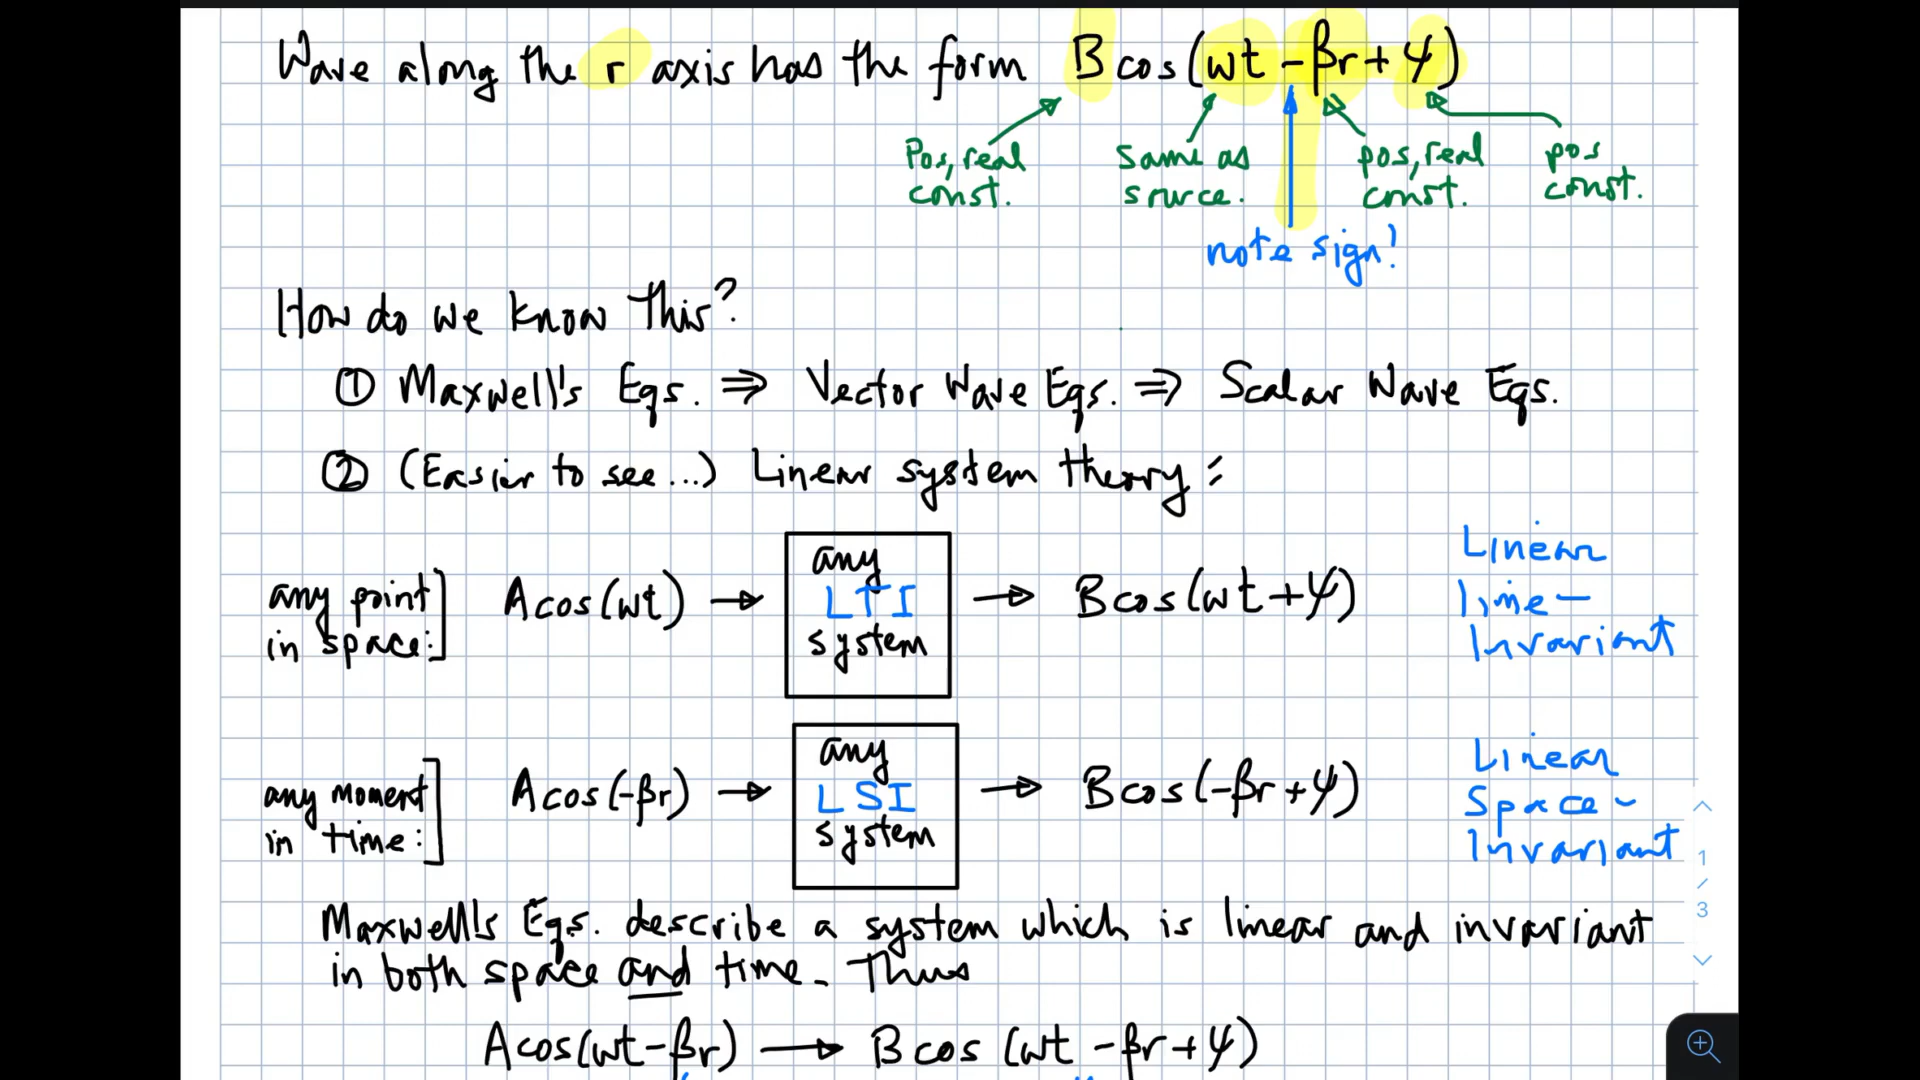 Wave along the r axis has the form B cos(ωt - βr + ψ)
Pos, real const.
same as source.
pos, real const.
pos const.
note sign!
How do we know this?
① Maxwell's Eqs. ⇒ Vector Wave Eqs. ⇒ Scalar Wave Eqs.
② (Easier to see...) Linear system theory:
any point in space:] A cos(ωt) → any LTI system → B cos(ωt + ψ)
Linear Time-Invariant
any moment in time:] A cos(-βr) → any LSI system → B cos(-βr + ψ)
Linear Space-Invariant
1 / 3
Maxwell's Eqs. describe a system which is linear and invariant
in both space and time. Thus
A cos(ωt - βr) → B cos (ωt - βr + ψ)